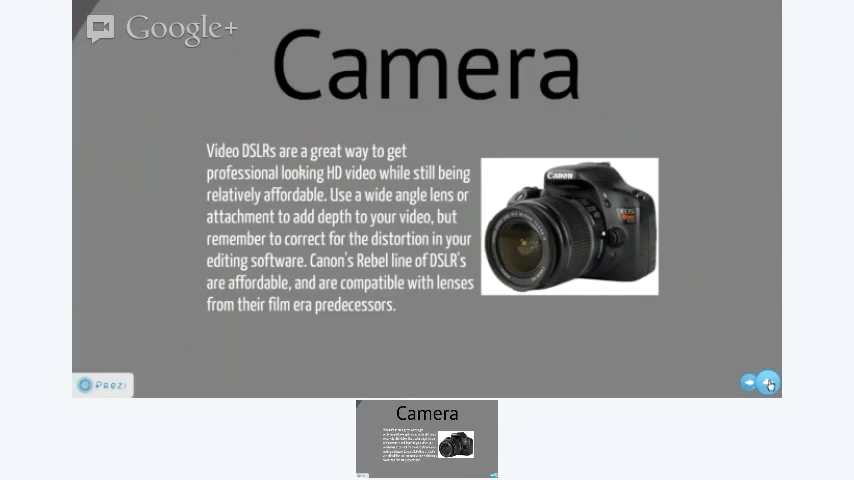 Google+
Camera
Video DSLRs are a great way to get
professional looking HD video while still being
relatively affordable. Use a wide angle lens or
attachment to add depth to your video, but
remember to correct for the distortion in your
editing software. Canon's Rebel line of DSLR's
are affordable, and are compatible with lenses
from their film era predecessors.
Canon
EOS
PREZI
Camera